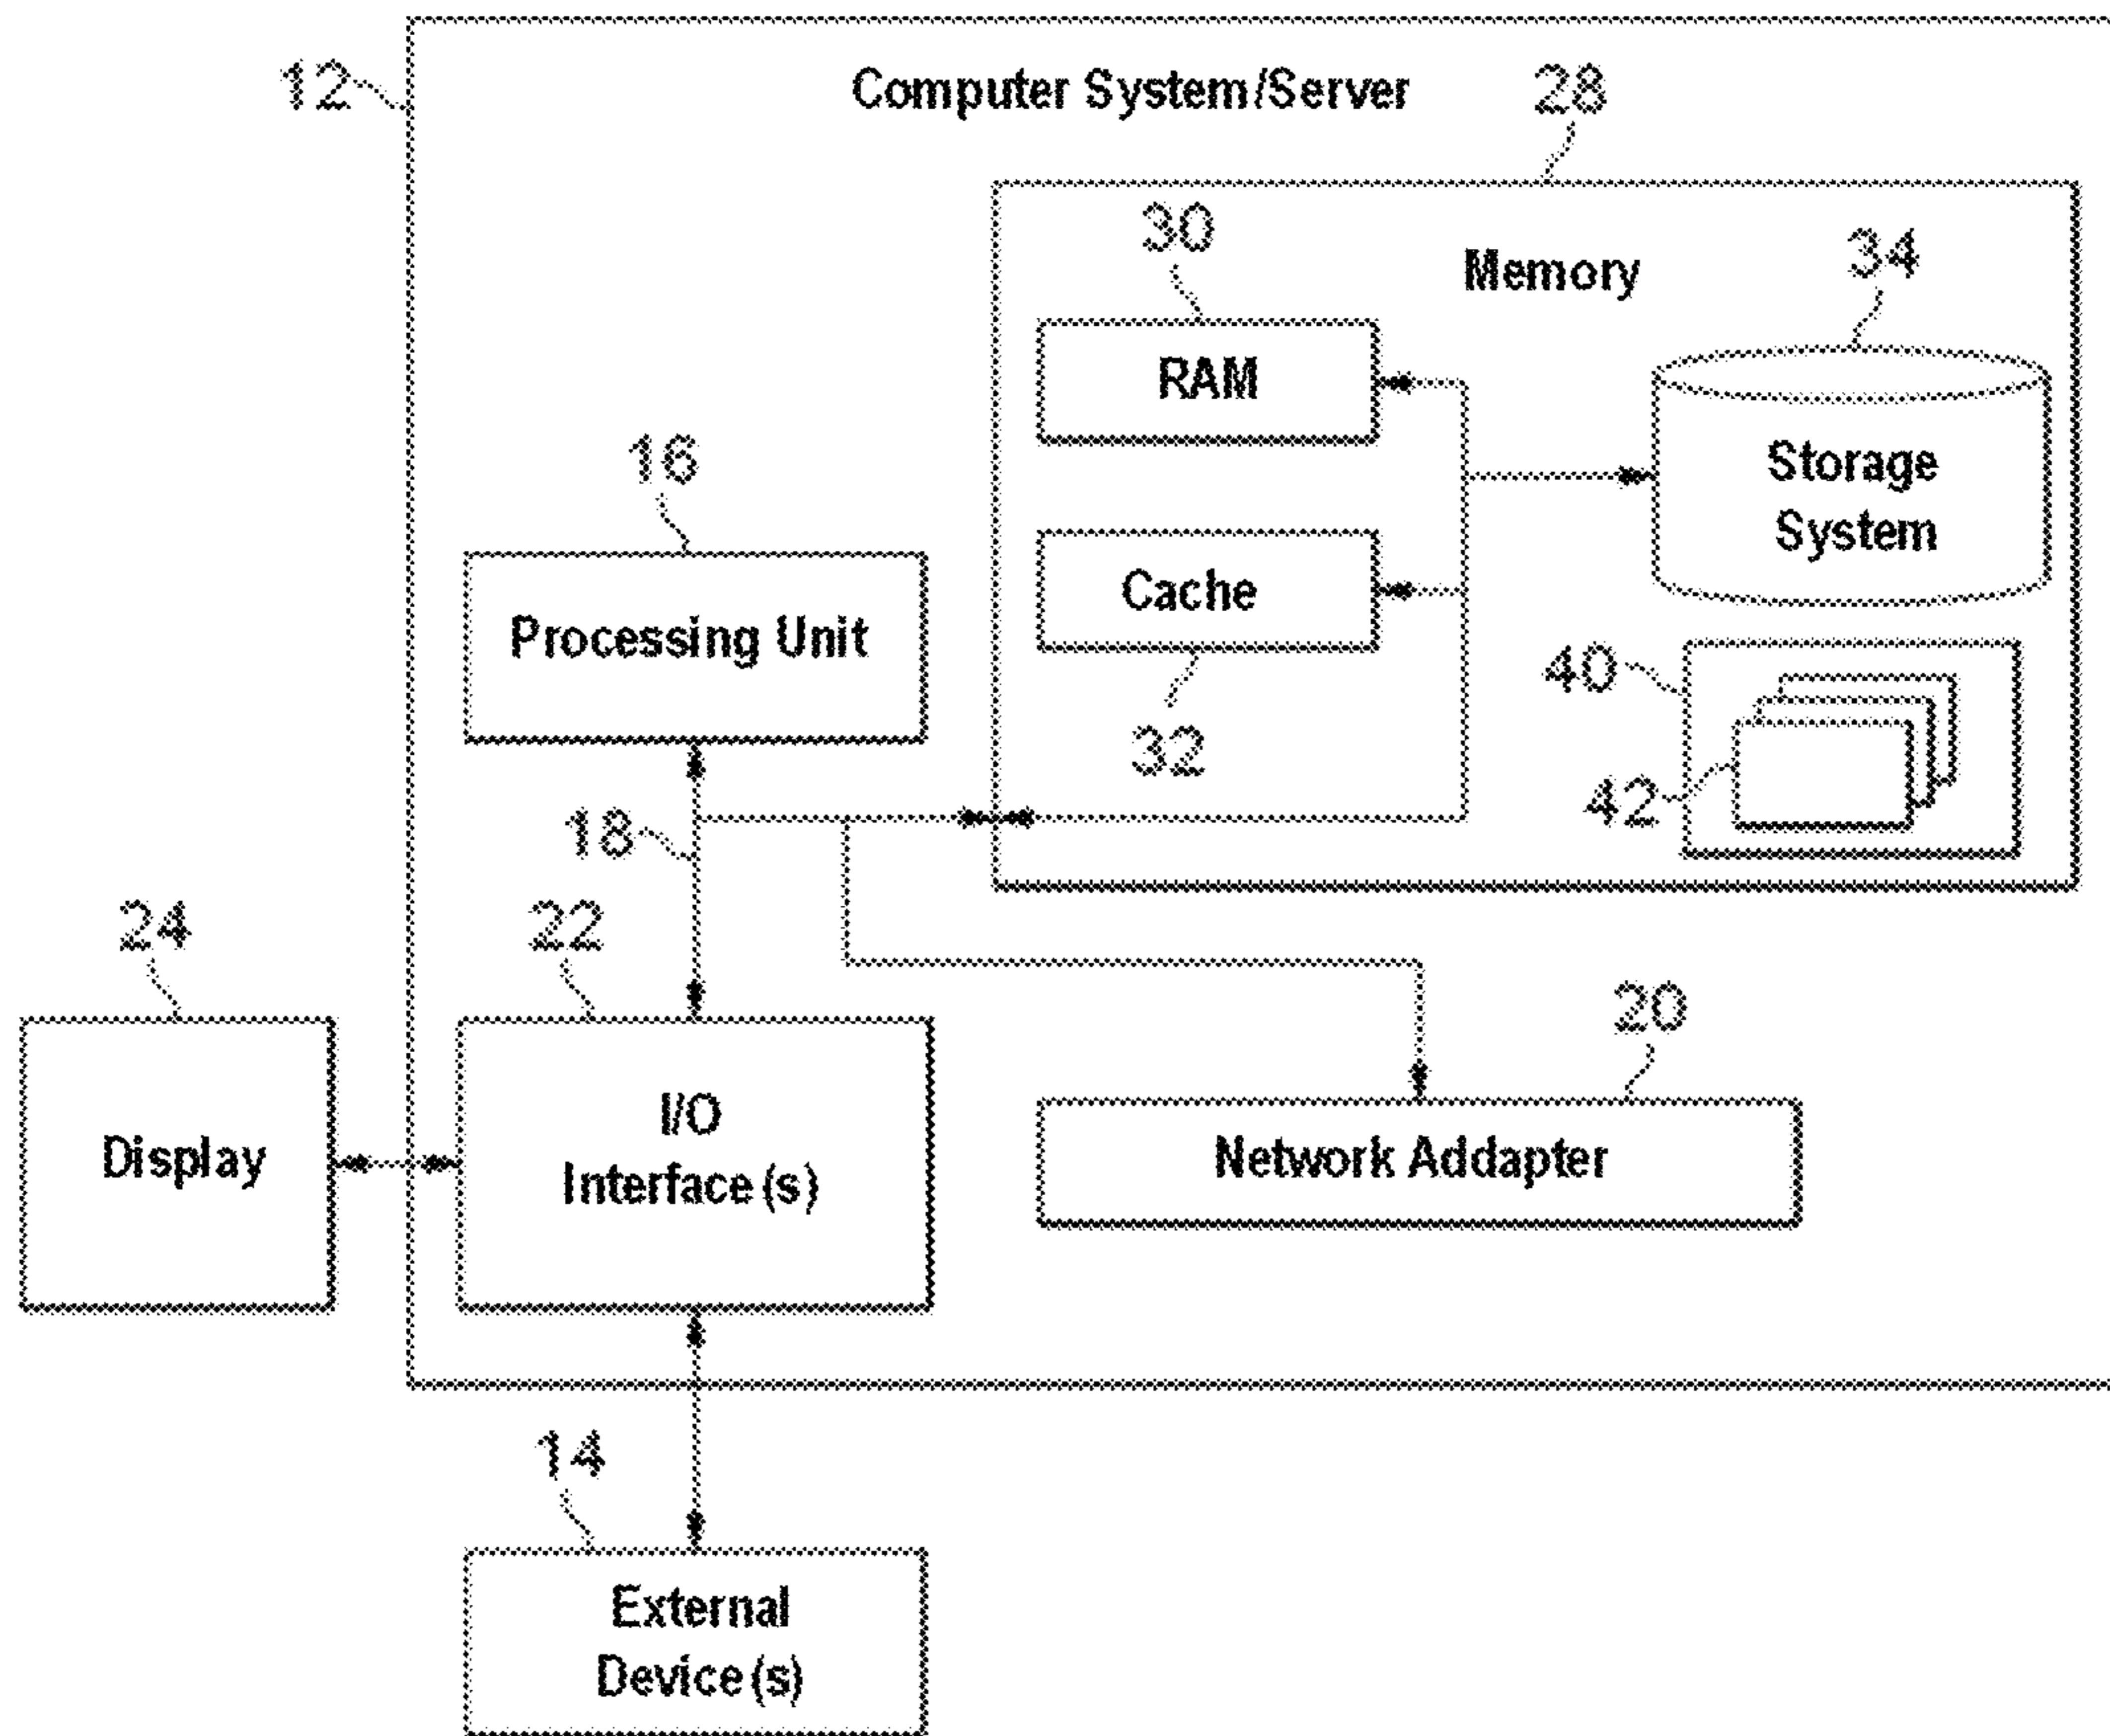 12
Computer System/Server
28
30
Memory
34
RAM
16
Storage
System
Processing Unit
Cache
40
32
42
18
24
22
20
Display
I/O
Interface(s)
Network Addapter
14
External
Device(s)